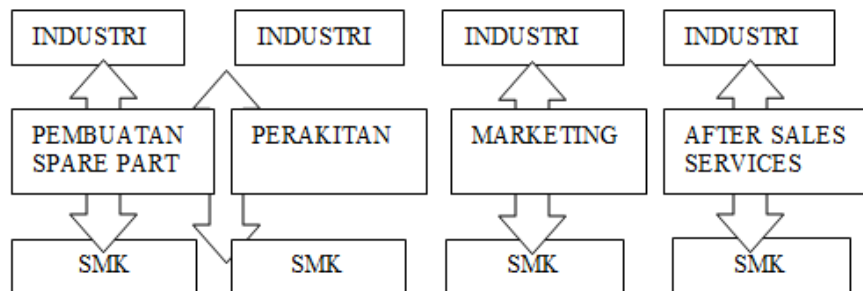 INDUSTRI
INDUSTRI
INDUSTRI
INDUSTRI
PEMBUATAN
SPARE PART
PERAKITAN
MARKETING
AFTER SALES
SERVICES
SMK
SMK
SMK
SMK